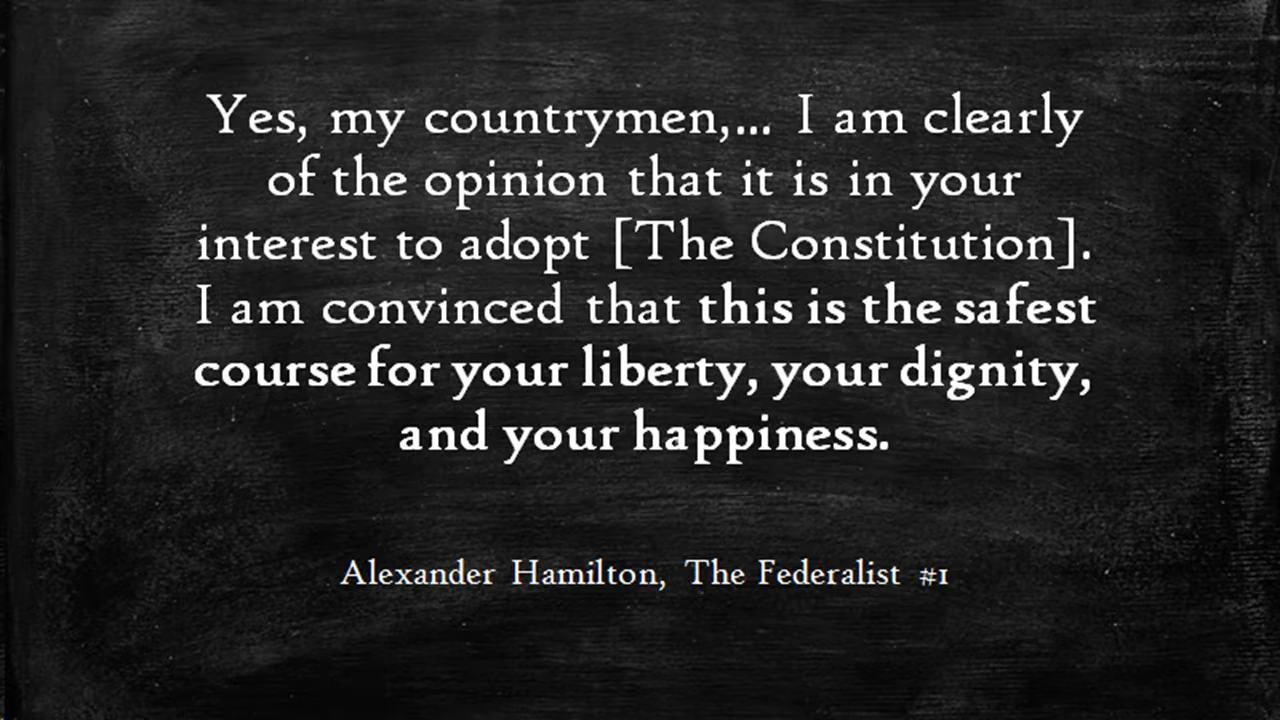 Yes, my countrymen,... I am clearly
of the opinion that it is in your
interest to adopt [The Constitution].
I am convinced that this is the safest
course for your liberty, your dignity,
and your happiness.
Alexander Hamilton, The Federalist #1